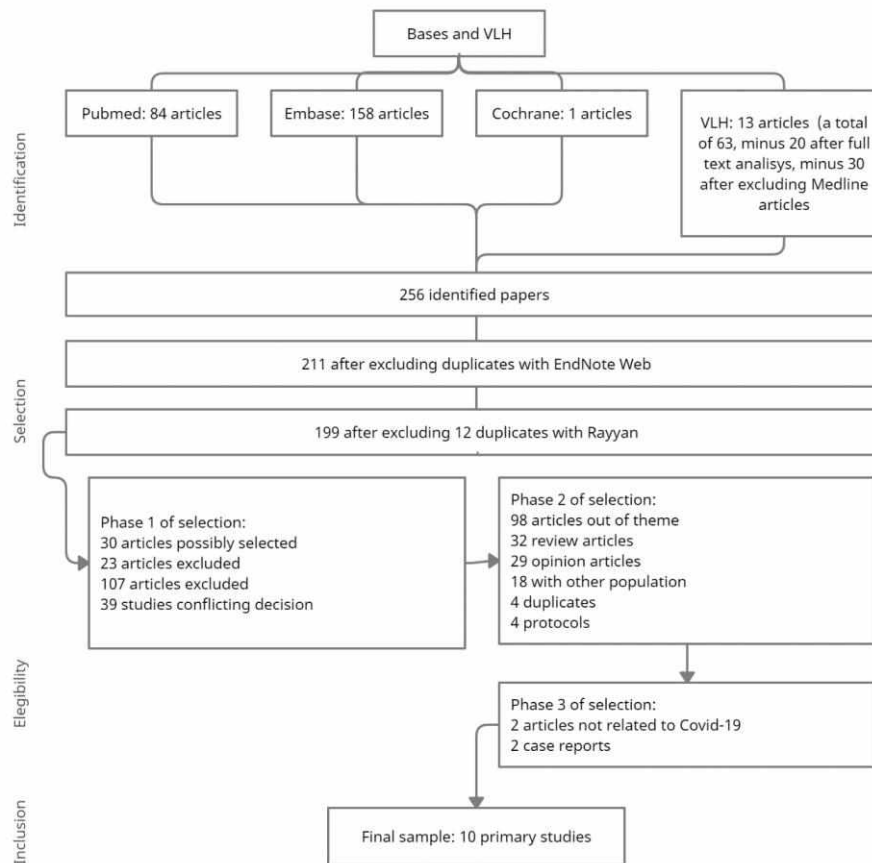 Bases and VLH
Pubmed: 84 articles
Embase: 158 articles
Cochrane: 1 articles
VLH: 13 articles (a total
of 63, minus 20 after full
text analisys, minus 30
after excluding Medline
articles
Identification
256 identified papers
211 after excluding duplicates with EndNote Web
Selection
199 after excluding 12 duplicates with Rayyan
Phase 1 of selection:
30 articles possibly selected
23 articles excluded
107 articles excluded
39 studies conflicting decision
Phase 2 of selection:
98 articles out of theme
32 review articles
29 opinion articles
18 with other population
4 duplicates
4 protocols
Elegibility
Phase 3 of selection:
2 articles not related to Covid-19
2 case reports
Inclusion
Final sample: 10 primary studies